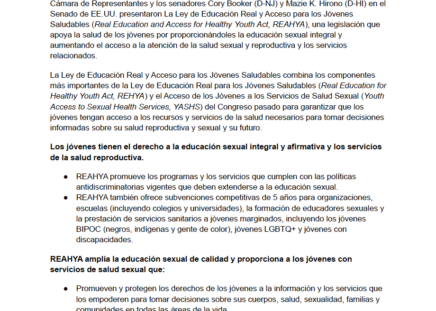 Cámara de Representantes y los senadores Cory Booker (D-NJ) y Mazie K. Hirono (D-HI) en el
Senado de EE.UU. presentaron La Ley de Educación Real y Acceso para los Jóvenes
Saludables (Real Education and Access for Healthy Youth Act, REAHYA), una legislación que
apoya la salud de los jóvenes por proporcionándoles la educación sexual integral y
aumentando el acceso a la atención de la salud sexual y reproductiva y los servicios
relacionados.
La Ley de Educación Real y Acceso para los Jóvenes Saludables combina los componentes
más importantes de la Ley de Educación Real para los Jóvenes Saludables (Real Education for
Healthy Youth Act, REHYA) y el Acceso de los Jóvenes a los Servicios de Salud Sexual (Youth
Access to Sexual Health Services, YASHS) del Congreso pasado para garantizar que los
jóvenes tengan acceso a los recursos y servicios de la salud necesarios para tomar decisiones
informadas sobre su salud reproductiva y sexual y su futuro.
Los jóvenes tienen el derecho a la educación sexual integral y afirmativa y los servicios
de la salud reproductiva.
● REAHYA promueve los programas y los servicios que cumplen con las políticas
antidiscriminatorias vigentes que deben extenderse a la educación sexual.
● REAHYA también ofrece subvenciones competitivas de 5 años para organizaciones,
escuelas (incluyendo colegios y universidades), la formación de educadores sexuales y
la prestación de servicios sanitarios a jóvenes marginados, incluyendo los jóvenes
BIPOC (negros, indígenas y gente de color), jóvenes LGBTQ+ y jóvenes con
discapacidades.
REAHYA amplia la educación sexual de calidad y proporciona a los jóvenes con
servicios de salud sexual que:
● Promueven y protegen los derechos de los jóvenes a la información y los servicios que
los empoderen para tomar decisiones sobre sus cuerpos, salud, sexualidad, familias y
comunidades en todas las áreas de la vida.